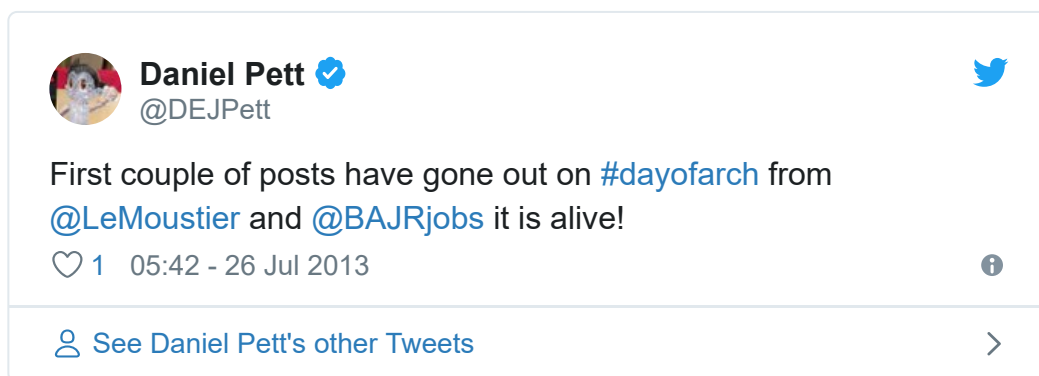 Daniel Pett
@DEJPett
First couple of posts have gone out on #dayofarch from
@LeMoustier and @BAJRjobs it is alive!
1 05:42 - 26 Jul 2013
See Daniel Pett's other Tweets